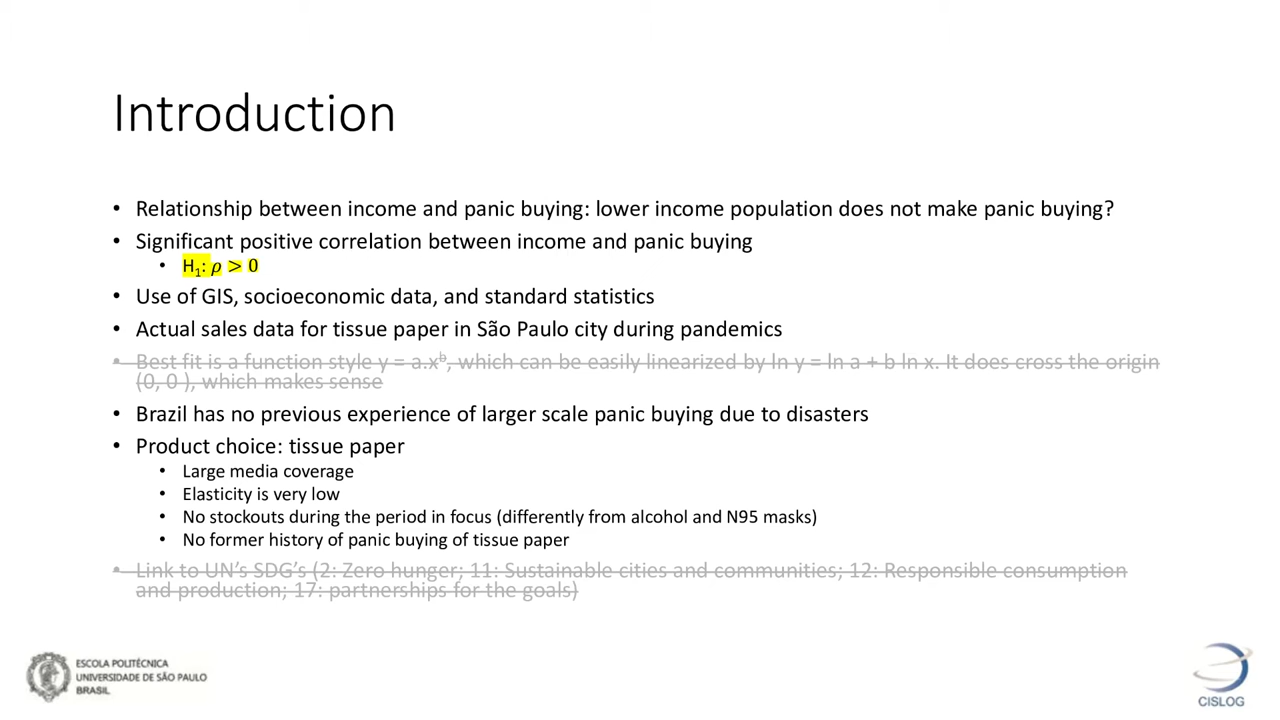 Introduction
• Relationship between income and panic buying: lower income population does not make panic buying?
• Significant positive correlation between income and panic buying
• H₁: ρ > 0
• Use of GIS, socioeconomic data, and standard statistics
• Actual sales data for tissue paper in São Paulo city during pandemics
• Best fit is a function style y = a.xᵇ, which can be easily linearized by ln y = ln a + b ln x. It does cross the origin
(0, 0 ), which makes sense
• Brazil has no previous experience of larger scale panic buying due to disasters
• Product choice: tissue paper
• Large media coverage
• Elasticity is very low
• No stockouts during the period in focus (differently from alcohol and N95 masks)
• No former history of panic buying of tissue paper
• Link to UN's SDG's (2: Zero hunger; 11: Sustainable cities and communities; 12: Responsible consumption
and production; 17: partnerships for the goals)
ESCOLA POLITÉCNICA
UNIVERSIDADE DE SÃO PAULO
BRASIL
CISLOG